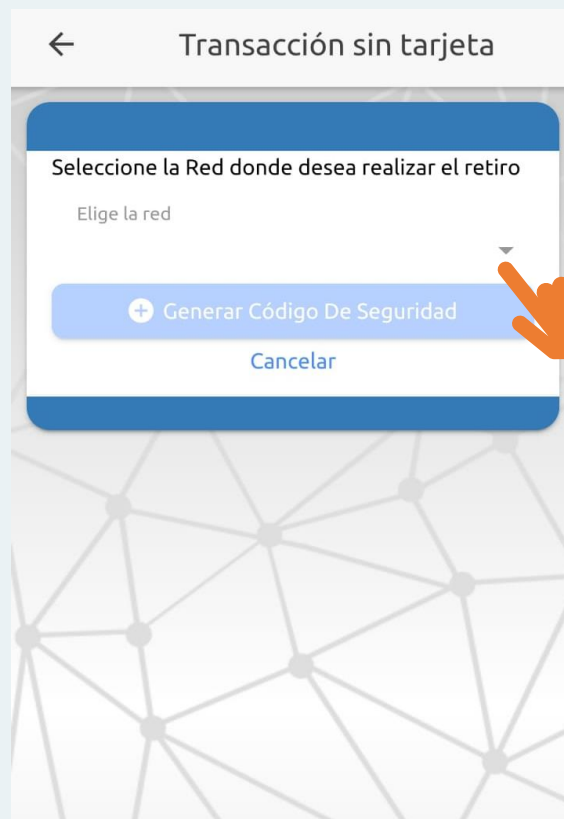 Transacción sin tarjeta
Seleccione la Red donde desea realizar el retiro
Elige la red
Generar Código De Seguridad
Cancelar